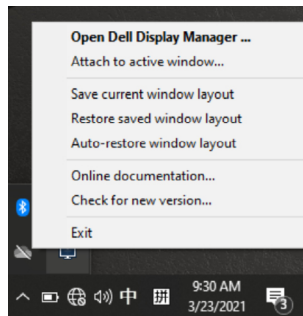 Open Dell Display Manager ...
Attach to active window...
Save current window layout
Restore saved window layout
Auto-restore window layout
Online documentation...
Check for new version...
Exit
中 拼 9:30 AM
3/23/2021
3